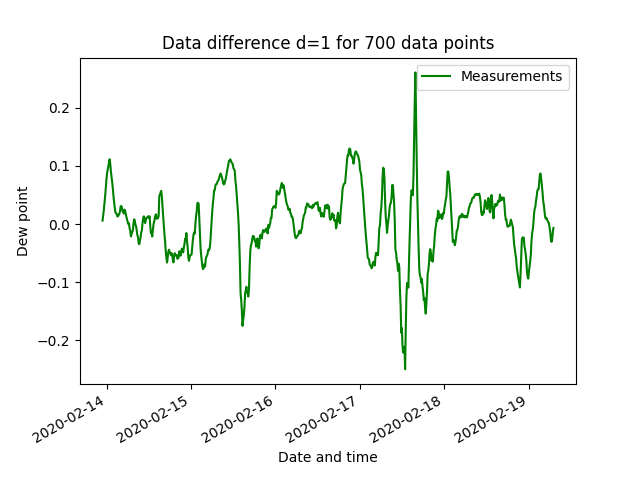 Data difference d=1 for 700 data points
Measurements
Dew point
0.2
0.1
0.0
−0.1
−0.2
2020-02-14
2020-02-15
2020-02-16
2020-02-17
2020-02-18
2020-02-19
Date and time